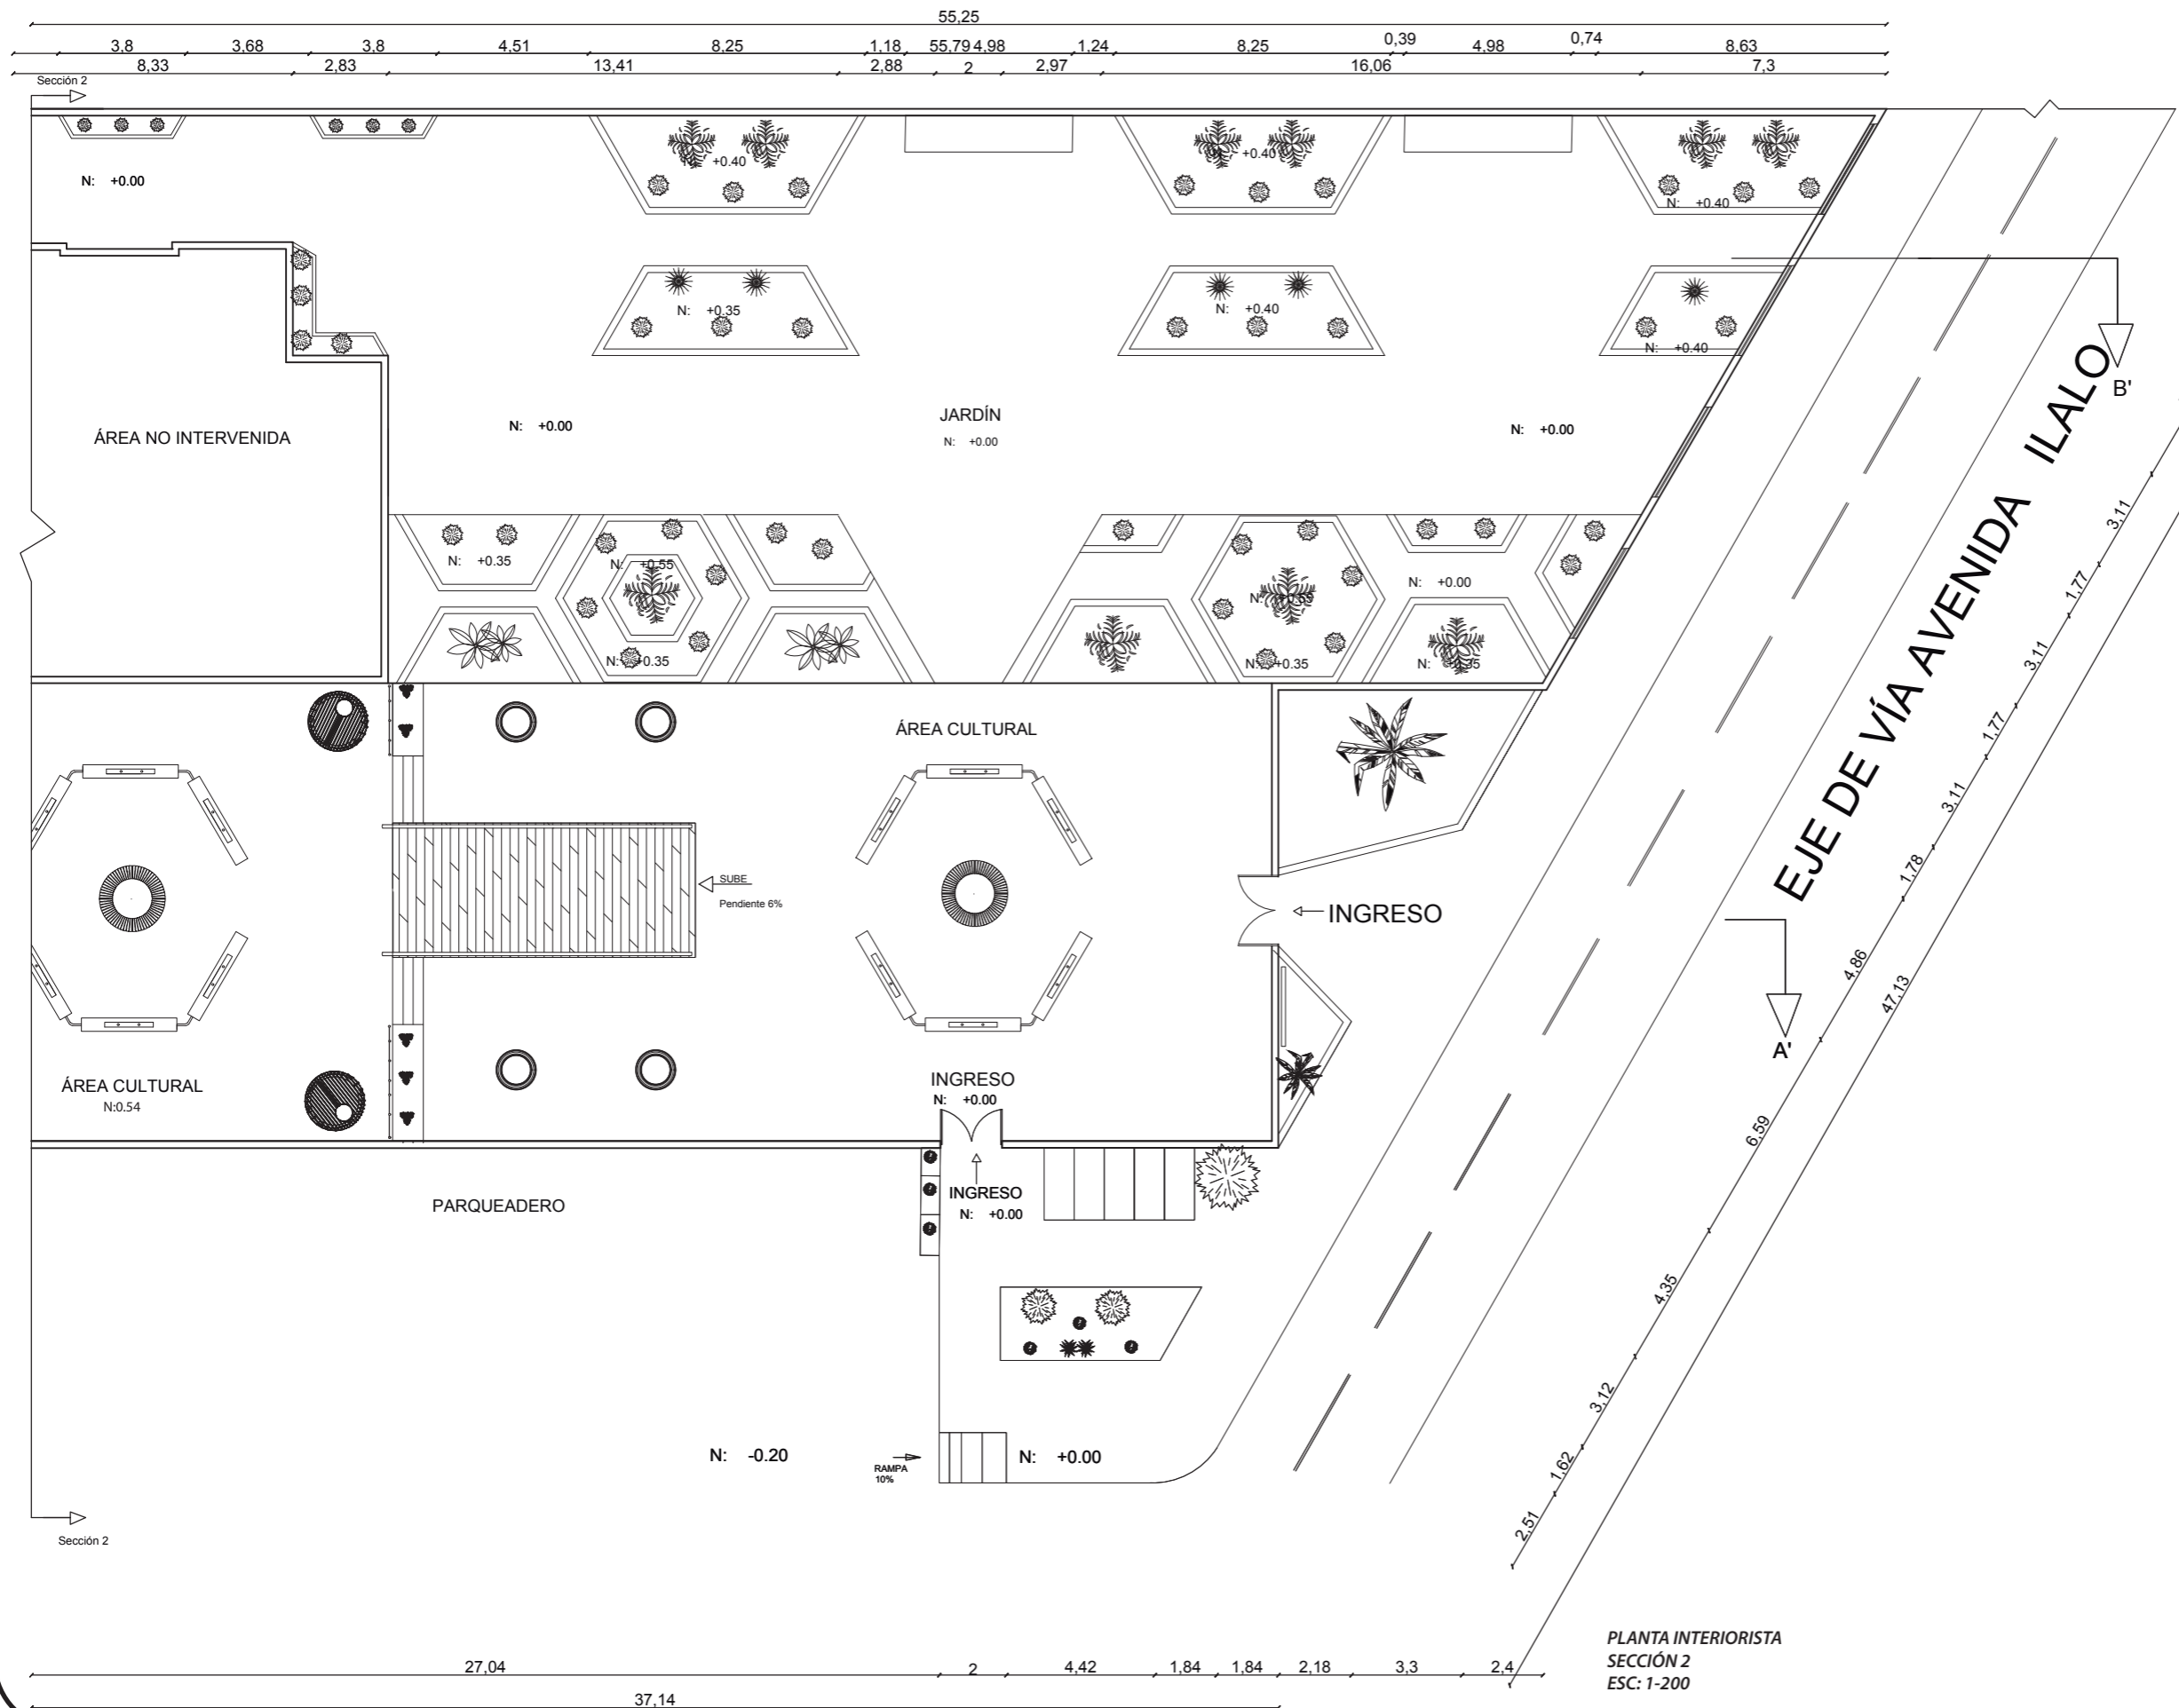 55,25
3,8 3,68 3,8 4,51 8,25 1,18 55,79 4,98 1,24 8,25 0,39 4,98 0,74 8,63
8,33 2,83 13,41 2,88 2 2,97 16,06 7,3
Sección 2
N: +0.40
+0.40
N: +0.00
N: +0.40
N: +0.35
N: +0.40
N: +0.40
B'
JARDÍN
N: +0.00
N: +0.00
N: +0.00
ÁREA NO INTERVENIDA
EJE DE VÍA AVENIDA ILALO
N: +0.35
N: +0.55
N: +0.00
N: +0.55
N: +0.35
N: +0.35
N: +0.35
ÁREA CULTURAL
SUBE
Pendiente 6%
INGRESO
A'
ÁREA CULTURAL
N:0.54
INGRESO
N: +0.00
PARQUEADERO
INGRESO
N: +0.00
N: -0.20
RAMPA
10%
N: +0.00
Sección 2
3,11
1,77
3,11
1,77
3,11
1,78
4,86
47,13
6,59
4,35
3,12
1,62
2,51
PLANTA INTERIORISTA
SECCIÓN 2
ESC: 1-200
27,04 2 4,42 1,84 1,84 2,18 3,3 2,4
37,14